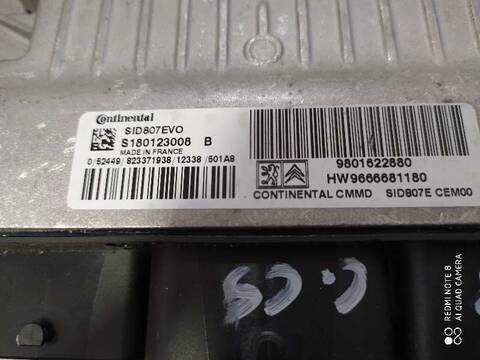 Continental
SID807EVO
S180123008 B
MADE IN FRANCE
0/52449/823371938/12338/501A8
9801622880
HW9666681180
CONTINENTAL CMMD SID807E CEM00
REDMI NOTE 8
AI QUAD CAMERA